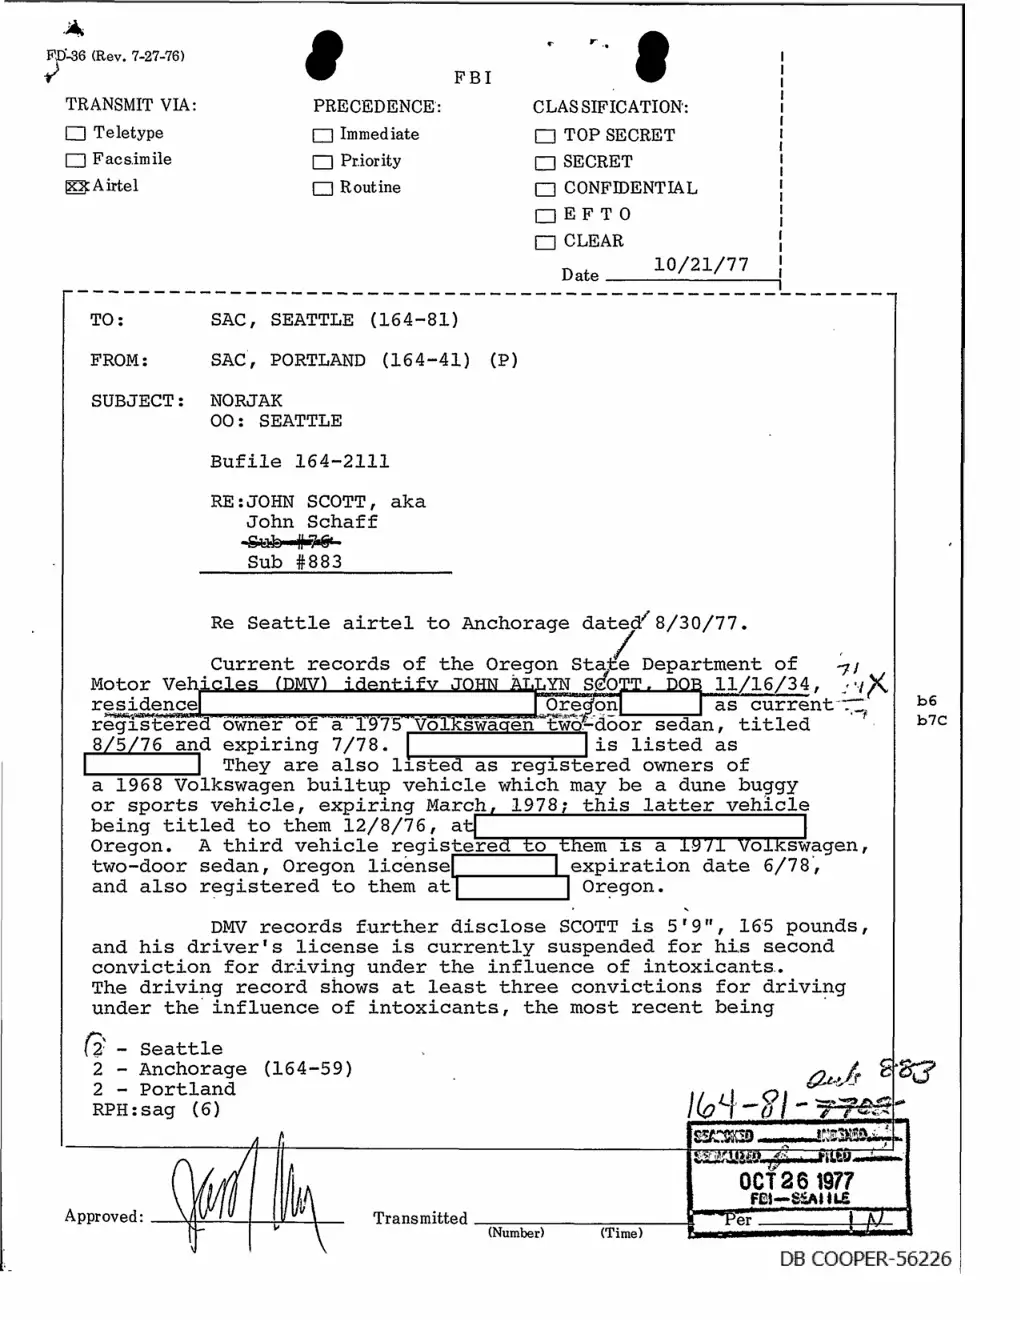 FD-36 (Rev. 7-27-76)
FBI
TRANSMIT VIA:
Teletype
Facsimile
XX Airtel
PRECEDENCE:
Immediate
Priority
Routine
CLASSIFICATION:
TOP SECRET
SECRET
CONFIDENTIAL
E F T O
CLEAR
Date 10/21/77
TO: SAC, SEATTLE (164-81)
FROM: SAC, PORTLAND (164-41) (P)
SUBJECT: NORJAK
OO: SEATTLE
Bufile 164-2111
RE:JOHN SCOTT, aka
John Schaff
Sub #76
Sub #883
Re Seattle airtel to Anchorage dated 8/30/77.
Current records of the Oregon State Department of
Motor Vehicles (DMV) identify JOHN ALLYN SCOTT, DOB 11/16/34,
residence Oregon as current
registered owner of a 1975 Volkswagen two-door sedan, titled
8/5/76 and expiring 7/78. is listed as
They are also listed as registered owners of
a 1968 Volkswagen builtup vehicle which may be a dune buggy
or sports vehicle, expiring March, 1978; this latter vehicle
being titled to them 12/8/76, at
Oregon. A third vehicle registered to them is a 1971 Volkswagen,
two-door sedan, Oregon license expiration date 6/78,
and also registered to them at Oregon.
b6
b7C
DMV records further disclose SCOTT is 5'9", 165 pounds,
and his driver's license is currently suspended for his second
conviction for driving under the influence of intoxicants.
The driving record shows at least three convictions for driving
under the influence of intoxicants, the most recent being
2 - Seattle
2 - Anchorage (164-59)
2 - Portland
RPH:sag (6)
Sub 883
164-81-
SEARCHED INDEXED
SERIALIZED FILED
OCT 26 1977
FBI-SEATTLE
Approved: Transmitted Per
(Number) (Time)
DB COOPER-56226